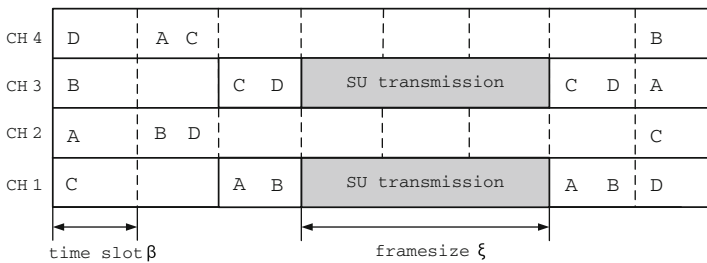 CH 4 D A C B
CH 3 B C D SU transmission C D A
CH 2 A B D C
CH 1 C A B SU transmission A B D
time slot β framesize ξ